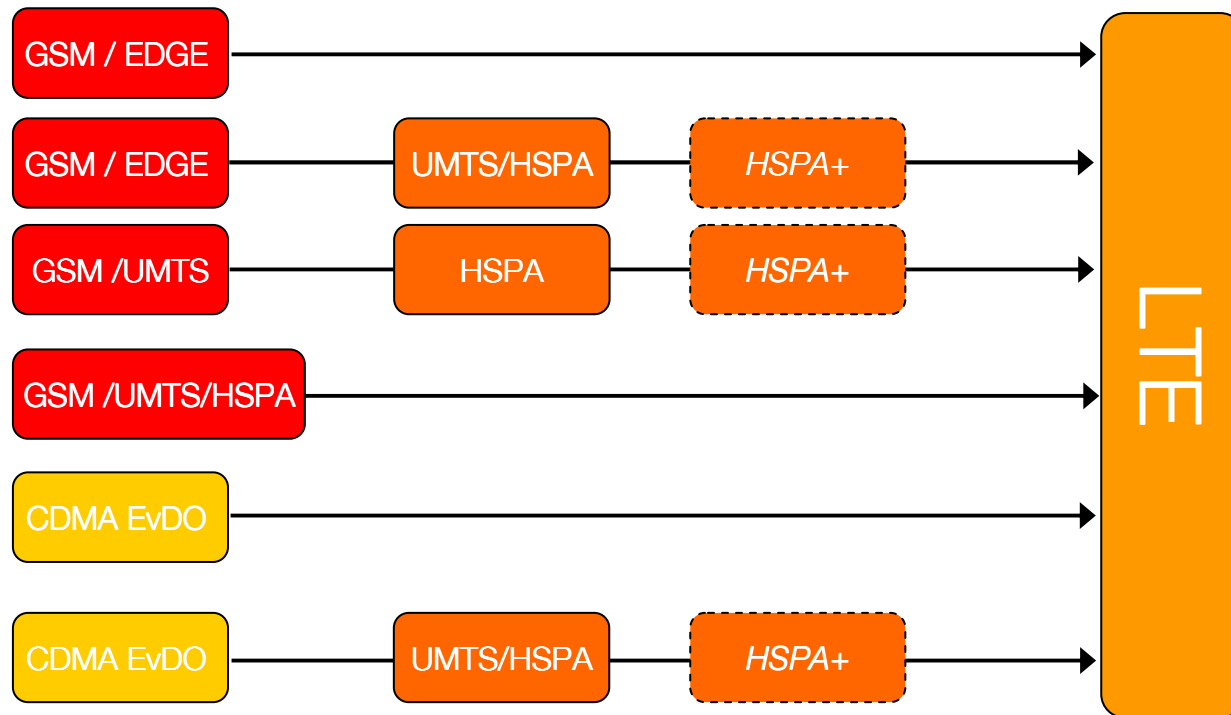 GSM / EDGE
GSM / EDGE
UMTS/HSPA
HSPA+
GSM /UMTS
HSPA
HSPA+
GSM /UMTS/HSPA
CDMA EvDO
CDMA EvDO
UMTS/HSPA
HSPA+
LTE